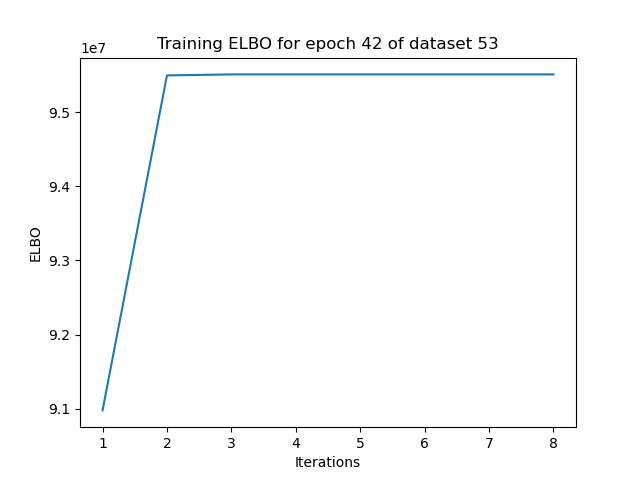 Training ELBO for epoch 42 of dataset 53
1e7
9.5
9.4
9.3
9.2
9.1
ELBO
1 2 3 4 5 6 7 8
Iterations